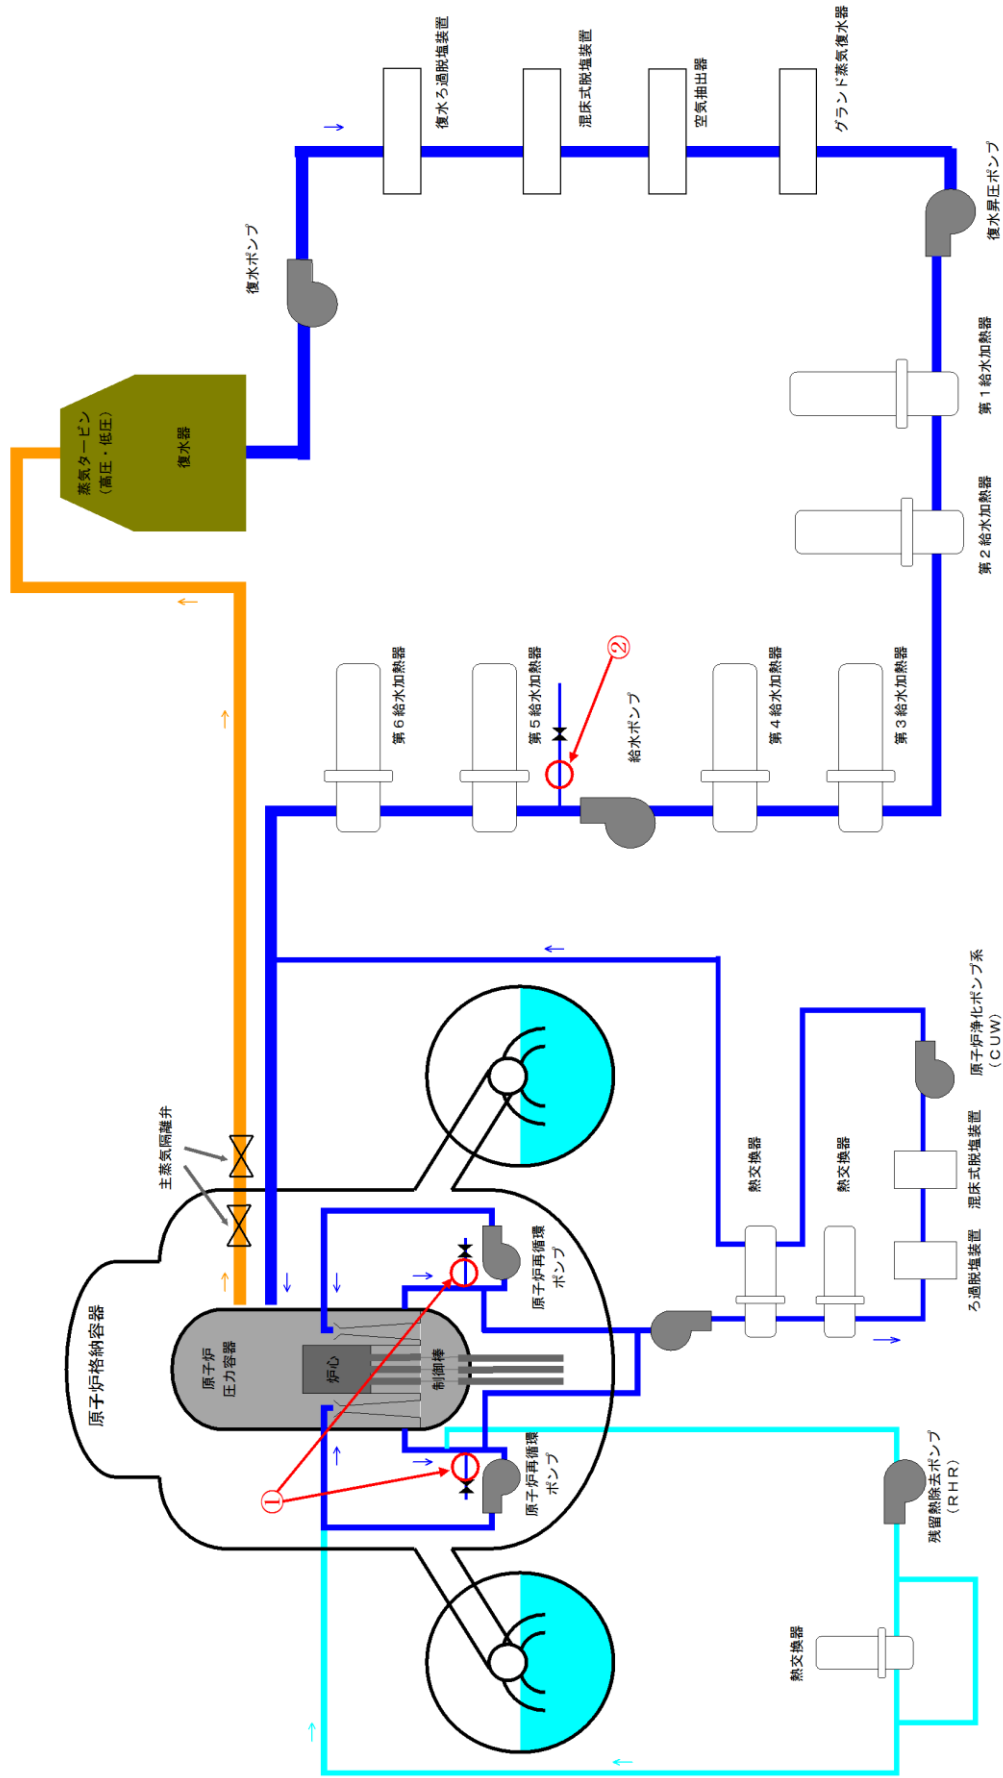 原子炉格納容器
主蒸気隔離弁
蒸気タービン
(高圧・低圧)
復水器
復水ポンプ
復水ろ過脱塩装置
混床式脱塩装置
空気抽出器
グランド蒸気復水器
復水昇圧ポンプ
第1給水加熱器
第2給水加熱器
第3給水加熱器
第4給水加熱器
給水ポンプ
②
第5給水加熱器
第6給水加熱器
原子炉
圧力容器
炉心
制御棒
①
原子炉再循環
ポンプ
原子炉再循環
ポンプ
熱交換器
熱交換器
ろ過脱塩装置
混床式脱塩装置
原子炉浄化ポンプ系
(CUW)
残留熱除去ポンプ
(RHR)
熱交換器